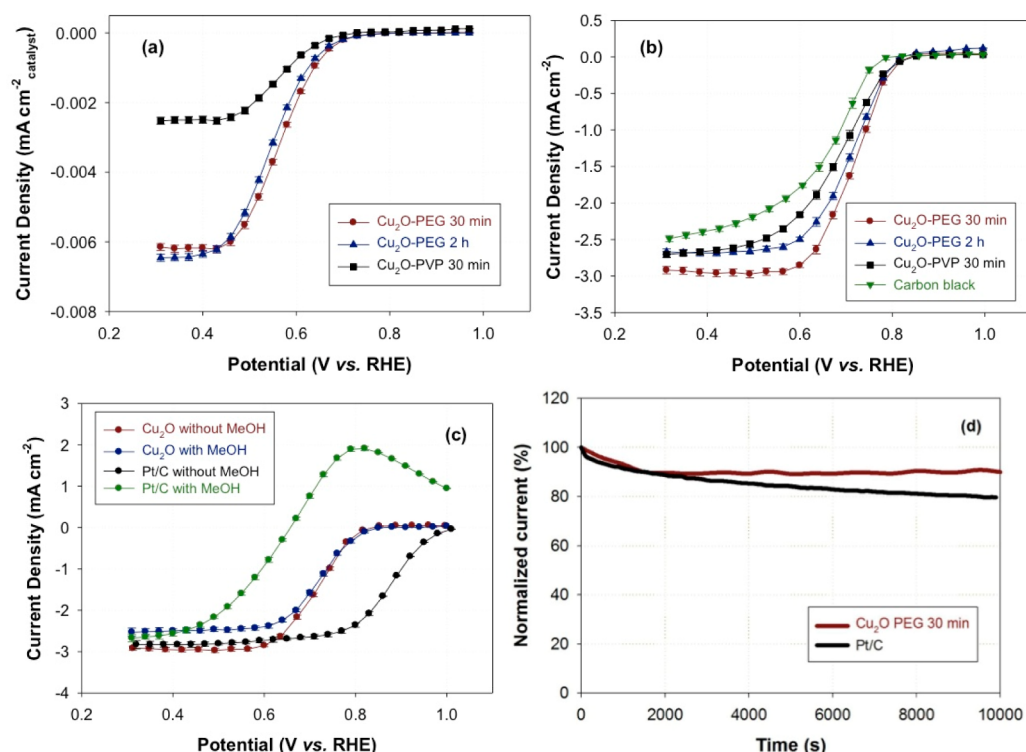 (a)
0.000
-0.002
-0.004
-0.006
-0.008
0.2 0.4 0.6 0.8 1.0
Current Dt Density (mA cm⁻² catalyst)
Potential (V vs. RHE)
Cu₂O-PEG 30 min
Cu₂O-PEG 2 h
Cu₂O-PVP 30 min
(b)
0.5
0.0
-0.5
-1.0
-1.5
-2.0
-2.5
-3.0
-3.5
0.2 0.4 0.6 0.8 1.0
Current Density (mA cm⁻²)
Potential (V vs. RHE)
Cu₂O-PEG 30 min
Cu₂O-PEG 2 h
Cu₂O-PVP 30 min
Carbon black
(c)
3
2
1
0
-1
-2
-3
-4
0.2 0.4 0.6 0.8 1.0
Current Density (mA cm⁻²)
Potential (V vs. RHE)
Cu₂O without MeOH
Cu₂O with MeOH
Pt/C without MeOH
Pt/C with MeOH
(d)
120
100
80
60
40
20
0
0 2000 4000 6000 8000 10000
Normalized current (%)
Time (s)
Cu₂O PEG 30 min
Pt/C